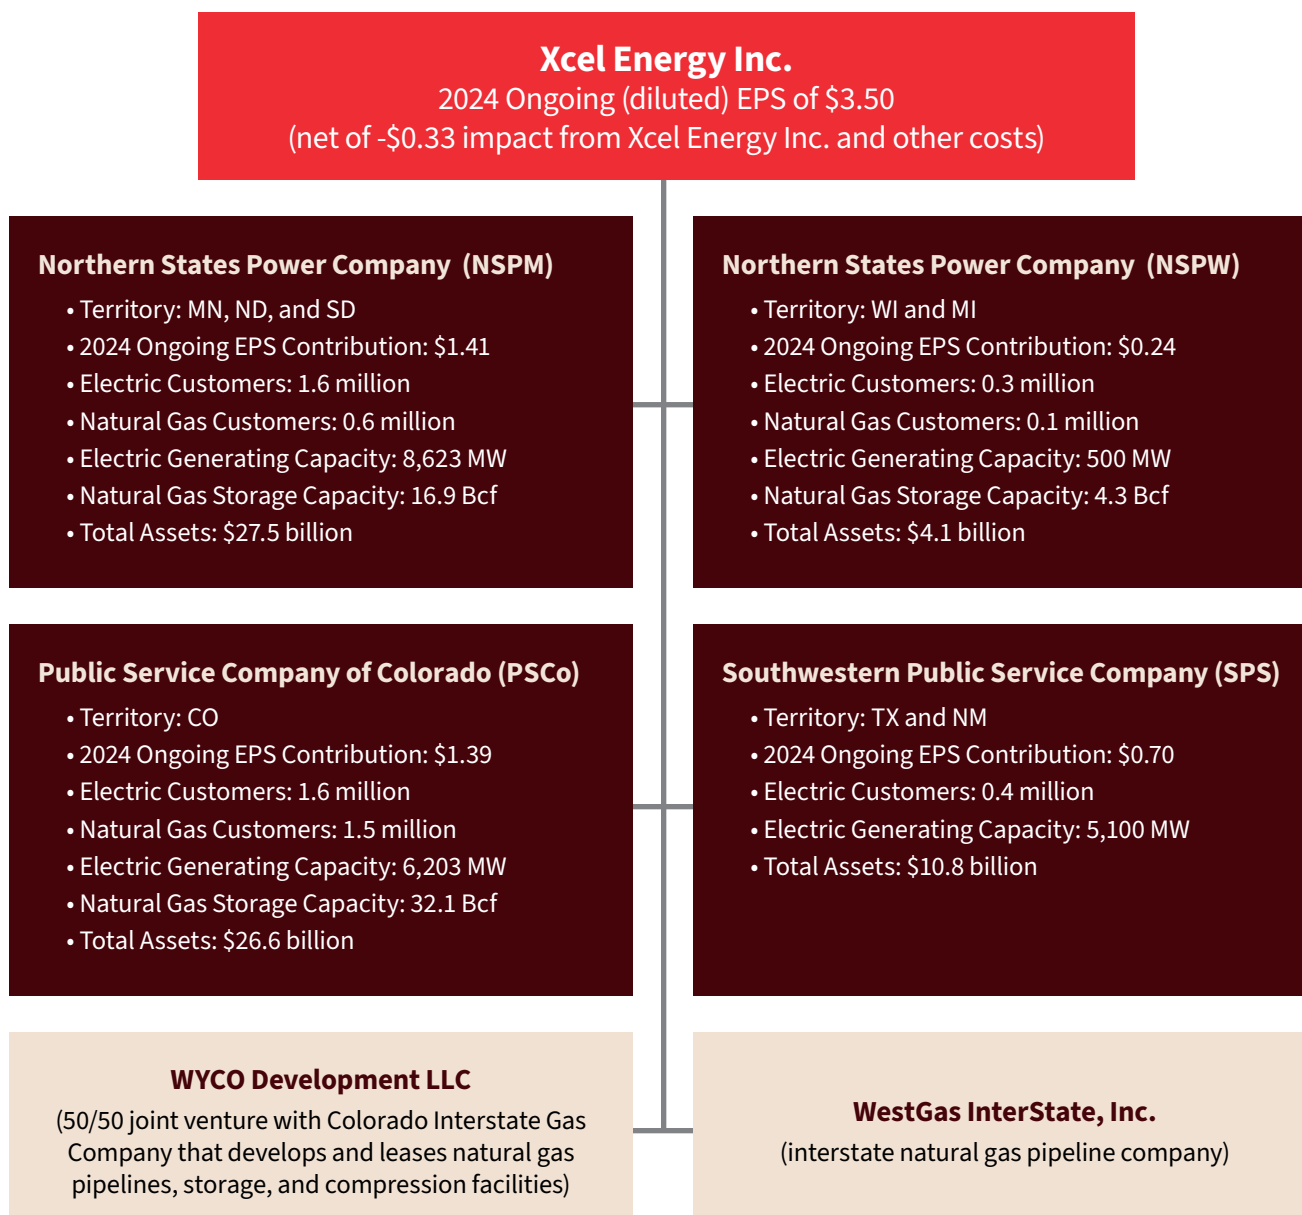 Xcel Energy Inc.
2024 Ongoing (diluted) EPS of $3.50
(net of -$0.33 impact from Xcel Energy Inc. and other costs)
Northern States Power Company (NSPM)
• Territory: MN, ND, and SD
• 2024 Ongoing EPS Contribution: $1.41
• Electric Customers: 1.6 million
• Natural Gas Customers: 0.6 million
• Electric Generating Capacity: 8,623 MW
• Natural Gas Storage Capacity: 16.9 Bcf
• Total Assets: $27.5 billion
Northern States Power Company (NSPW)
• Territory: WI and MI
• 2024 Ongoing EPS Contribution: $0.24
• Electric Customers: 0.3 million
• Natural Gas Customers: 0.1 million
• Electric Generating Capacity: 500 MW
• Natural Gas Storage Capacity: 4.3 Bcf
• Total Assets: $4.1 billion
Public Service Company of Colorado (PSCo)
• Territory: CO
• 2024 Ongoing EPS Contribution: $1.39
• Electric Customers: 1.6 million
• Natural Gas Customers: 1.5 million
• Electric Generating Capacity: 6,203 MW
• Natural Gas Storage Capacity: 32.1 Bcf
• Total Assets: $26.6 billion
Southwestern Public Service Company (SPS)
• Territory: TX and NM
• 2024 Ongoing EPS Contribution: $0.70
• Electric Customers: 0.4 million
• Electric Generating Capacity: 5,100 MW
• Total Assets: $10.8 billion
WYCO Development LLC
(50/50 joint venture with Colorado Interstate Gas
Company that develops and leases natural gas
pipelines, storage, and compression facilities)
WestGas InterState, Inc.
(interstate natural gas pipeline company)